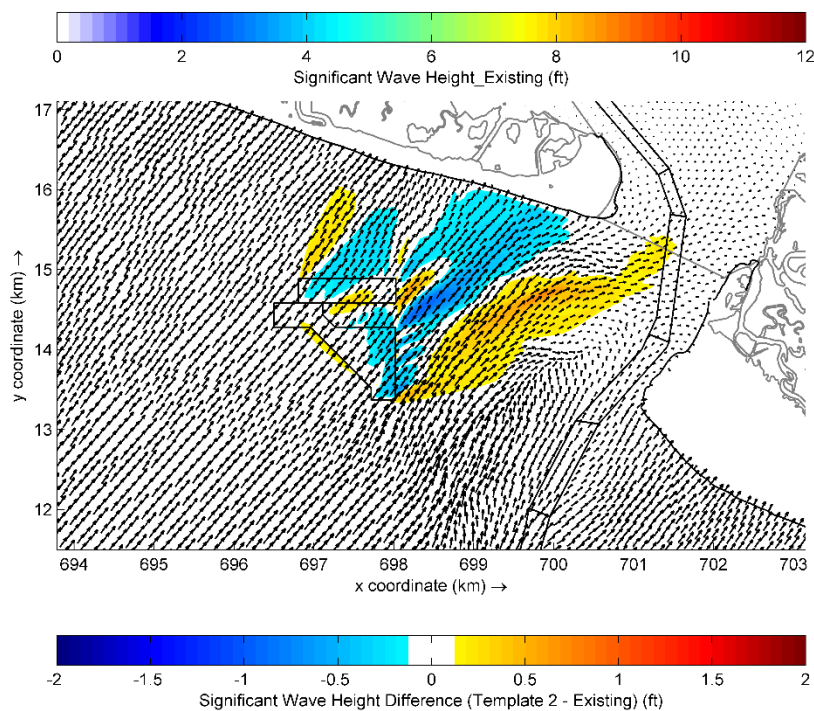 0 2 4 6 8 10 12
Significant Wave Height_Existing (ft)
17
16
15
14
13
12
y coordinate (km) →
694 695 696 697 698 699 700 701 702 703
x coordinate (km) →
-2 -1.5 -1 -0.5 0 0.5 1 1.5 2
Significant Wave Height Difference (Template 2 - Existing) (ft)